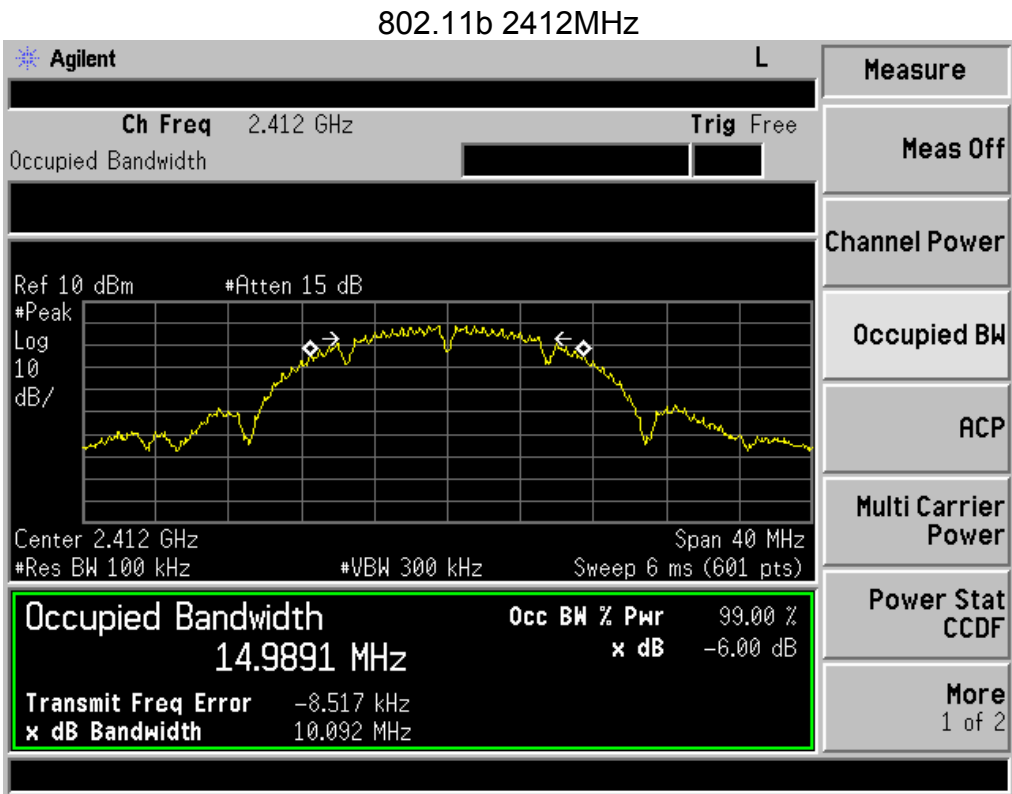 802.11b 2412MHz
Agilent
L
Measure
Ch Freq 2.412 GHz
Trig Free
Occupied Bandwidth
Meas Off
Channel Power
Ref 10 dBm #Atten 15 dB
#Peak
Log
10
dB/
Occupied BW
ACP
Multi Carrier
Power
Center 2.412 GHz
Span 40 MHz
#Res BW 100 kHz #VBW 300 kHz Sweep 6 ms (601 pts)
Occupied Bandwidth
14.9891 MHz
Occ BW % Pwr 99.00 %
x dB -6.00 dB
Transmit Freq Error -8.517 kHz
x dB Bandwidth 10.092 MHz
Power Stat
CCDF
More
1 of 2